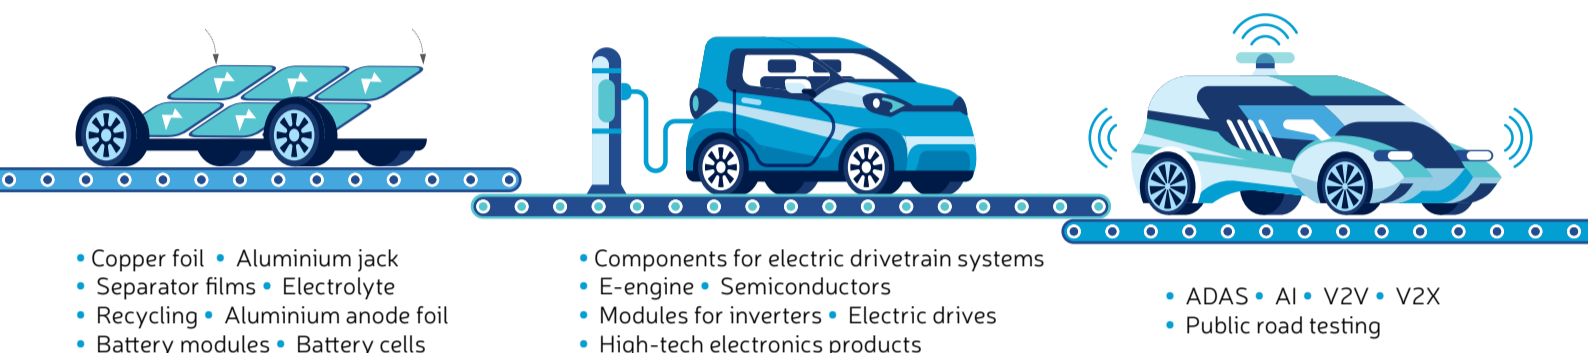 • Copper foil • Aluminium jack
• Separator films • Electrolyte
• Recycling • Aluminium anode foil
• Battery modules • Battery cells
• Components for electric drivetrain systems
• E-engine • Semiconductors
• Modules for inverters • Electric drives
• High-tech electronics products
• ADAS • AI • V2V • V2X
• Public road testing